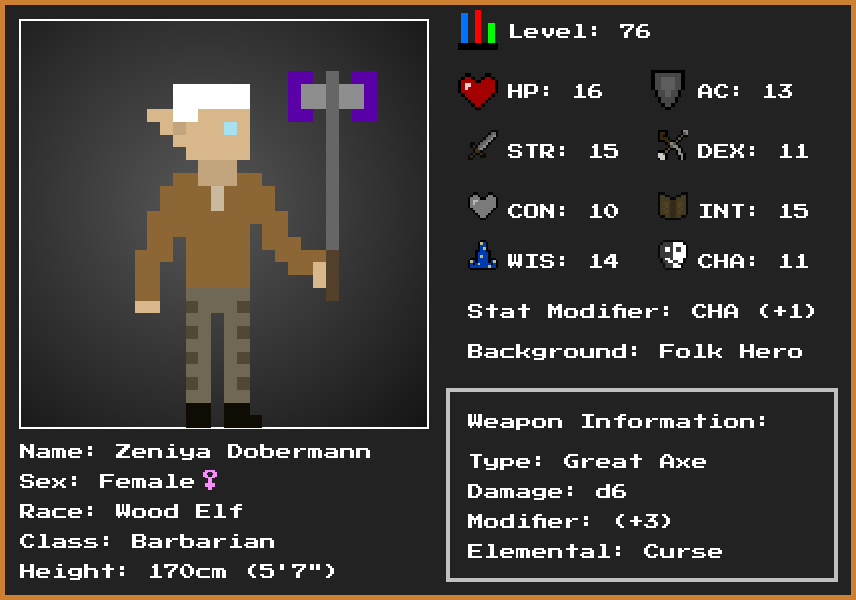 Level: 76
HP: 16 AC: 13
STR: 15 DEX: 11
CON: 10 INT: 15
WIS: 14 CHA: 11
Stat Modifier: CHA (+1)
Background: Folk Hero
Name: Zeniya Dobermann
Sex: Female♀
Race: Wood Elf
Class: Barbarian
Height: 170cm (5'7")
Weapon Information:
Type: Great Axe
Damage: d6
Modifier: (+3)
Elemental: Curse